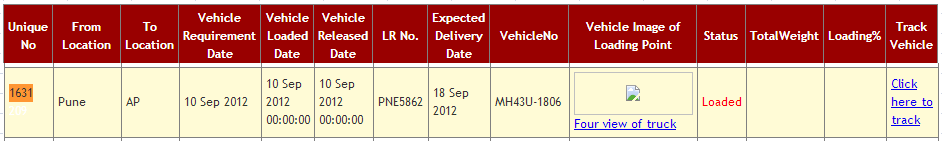 Unique No
From Location
To Location
Vehicle Requirement Date
Vehicle Loaded Date
Vehicle Released Date
LR No.
Expected Delivery Date
VehicleNo
Vehicle Image of Loading Point
Status
TotalWeight
Loading%
Track Vehicle
1631
Pune
AP
10 Sep 2012
10 Sep 2012 00:00:00
10 Sep 2012 00:00:00
PNE5862
18 Sep 2012
MH43U-1806
Four view of truck
Loaded
Click here to track